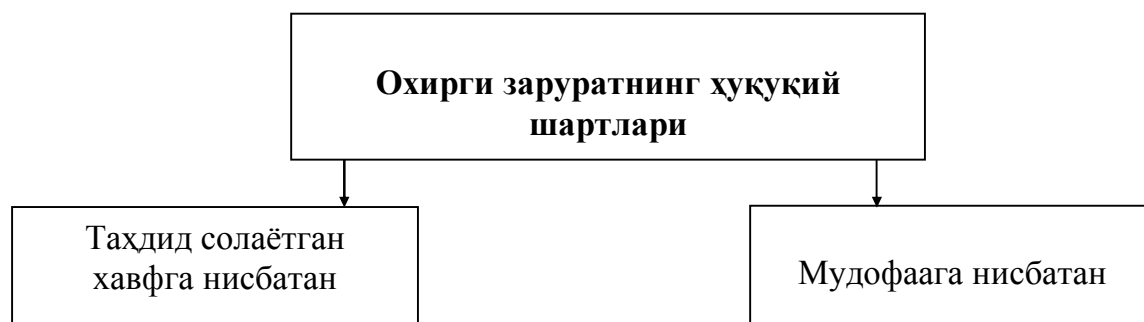 Охирги заруратнинг ҳуқуқий
шартлари
Таҳдид солаётган
хавфга нисбатан
Мудофаага нисбатан